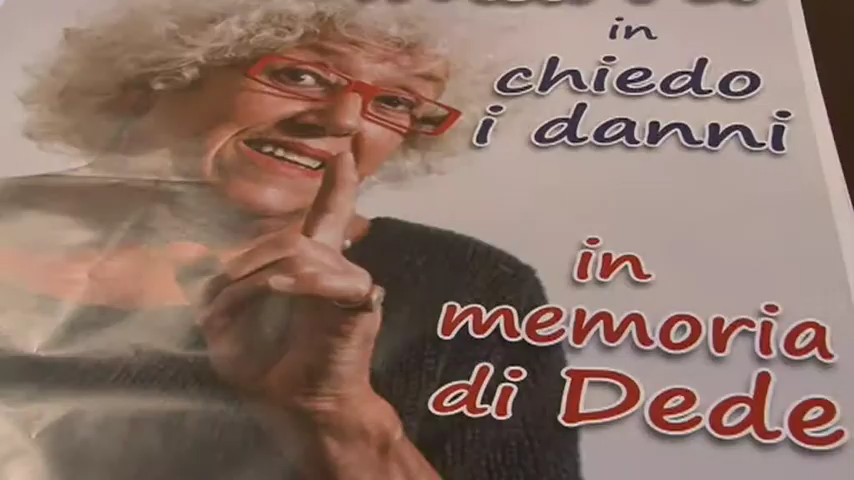 in
chiedo
i danni
in
memoria
di Dede